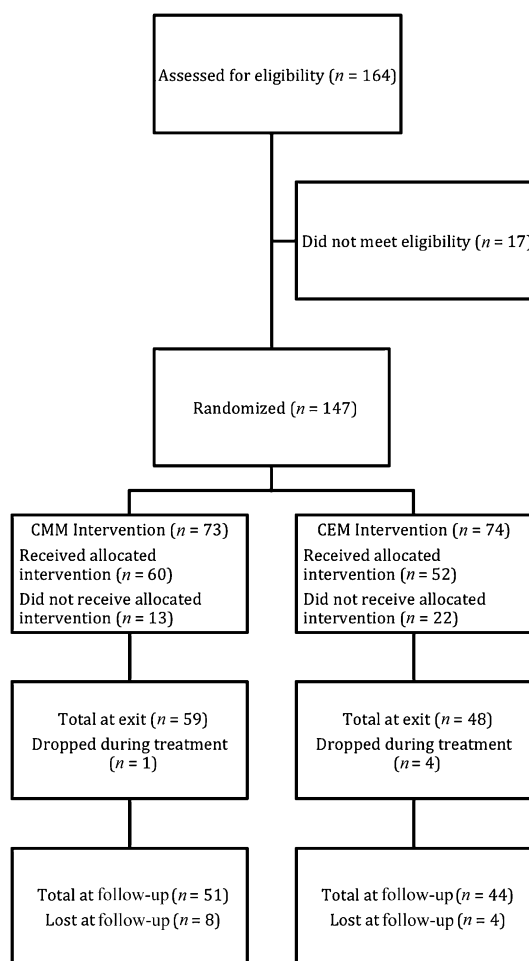 Assessed for eligibility (n = 164)
Did not meet eligibility (n = 17)
Randomized (n = 147)
CMM Intervention (n = 73)
Received allocated
intervention (n = 60)
Did not receive allocated
intervention (n = 13)
CEM Intervention (n = 74)
Received allocated
intervention (n = 52)
Did not receive allocated
intervention (n = 22)
Total at exit (n = 59)
Dropped during treatment
(n = 1)
Total at exit (n = 48)
Dropped during treatment
(n = 4)
Total at follow-up (n = 51)
Lost at follow-up (n = 8)
Total at follow-up (n = 44)
Lost at follow-up (n = 4)